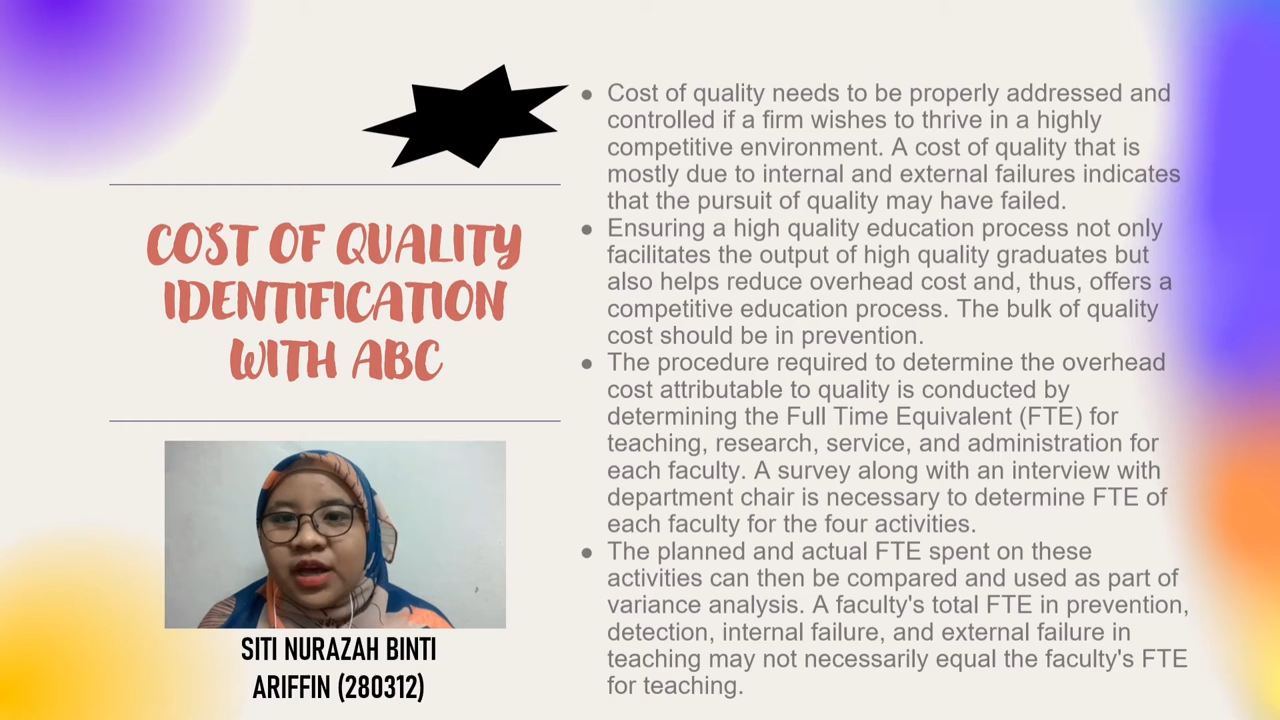 COST OF QUALITY
IDENTIFICATION
WITH ABC
SITI NURAZAH BINTI
ARIFFIN (280312)
● Cost of quality needs to be properly addressed and
controlled if a firm wishes to thrive in a highly
competitive environment. A cost of quality that is
mostly due to internal and external failures indicates
that the pursuit of quality may have failed.
● Ensuring a high quality education process not only
facilitates the output of high quality graduates but
also helps reduce overhead cost and, thus, offers a
competitive education process. The bulk of quality
cost should be in prevention.
● The procedure required to determine the overhead
cost attributable to quality is conducted by
determining the Full Time Equivalent (FTE) for
teaching, research, service, and administration for
each faculty. A survey along with an interview with
department chair is necessary to determine FTE of
each faculty for the four activities.
● The planned and actual FTE spent on these
activities can then be compared and used as part of
variance analysis. A faculty's total FTE in prevention,
detection, internal failure, and external failure in
teaching may not necessarily equal the faculty's FTE
for teaching.